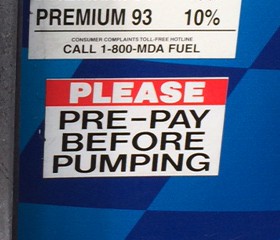 PREMIUM 93 10%
CONSUMER COMPLAINTS TOLL-FREE HOTLINE
CALL 1-800-MDA FUEL
PLEASE
PRE-PAY
BEFORE
PUMPING